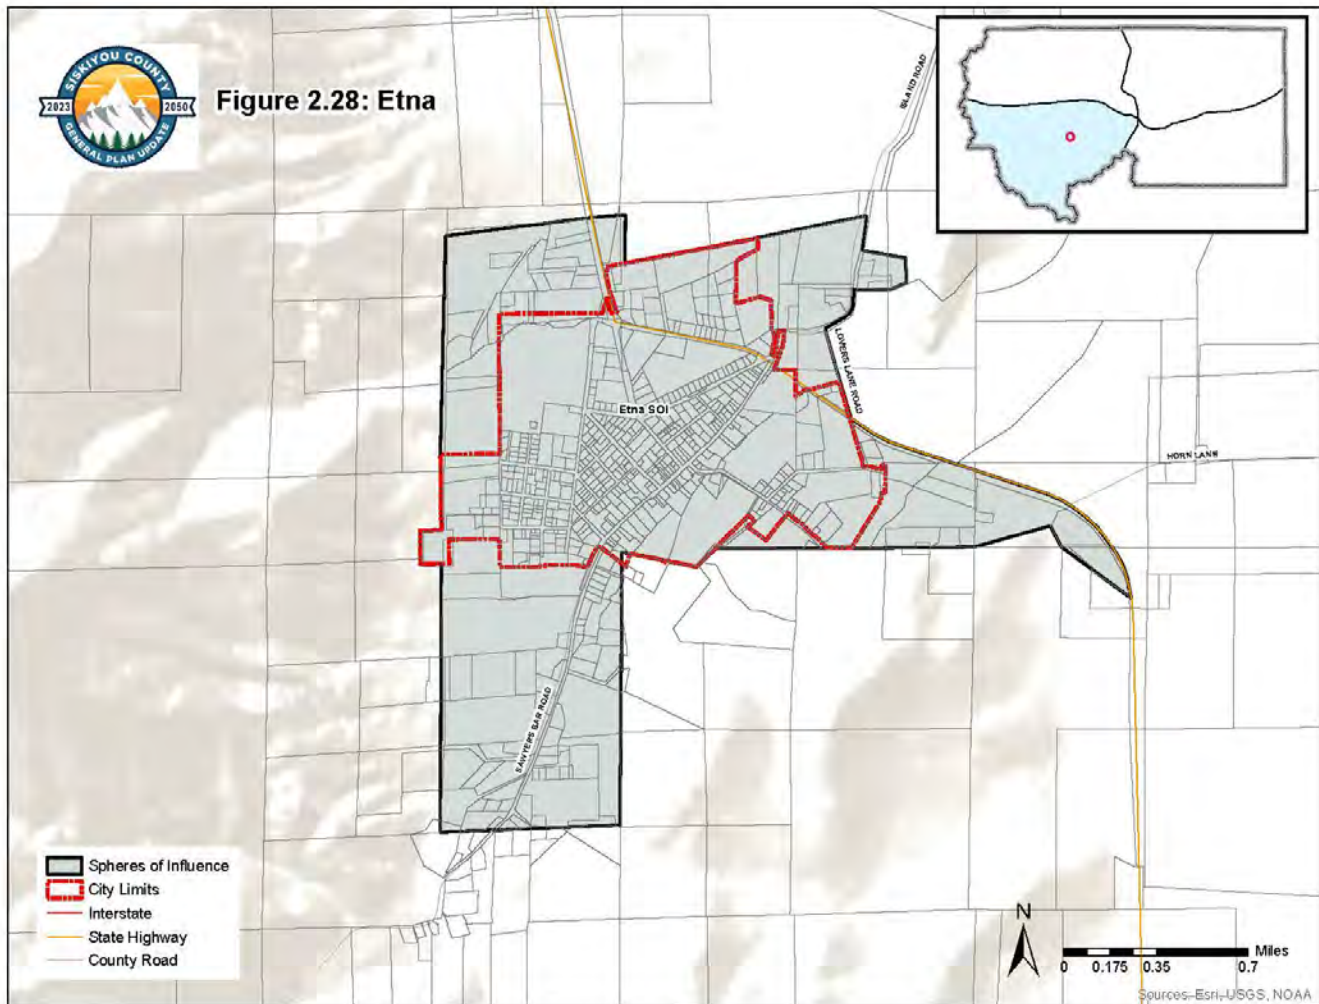 SISKIYOU COUNTY
2023 2050
GENERAL PLAN UPDATE
Figure 2.28: Etna
ISLAND ROAD
LOVERS LANE ROAD
Etna SOI
HORN LANE
SAWYERS BAR ROAD
Spheres of Influence
City Limits
Interstate
State Highway
County Road
N
Miles
0 0.175 0.35 0.7
Sources: Esri, USGS, NOAA